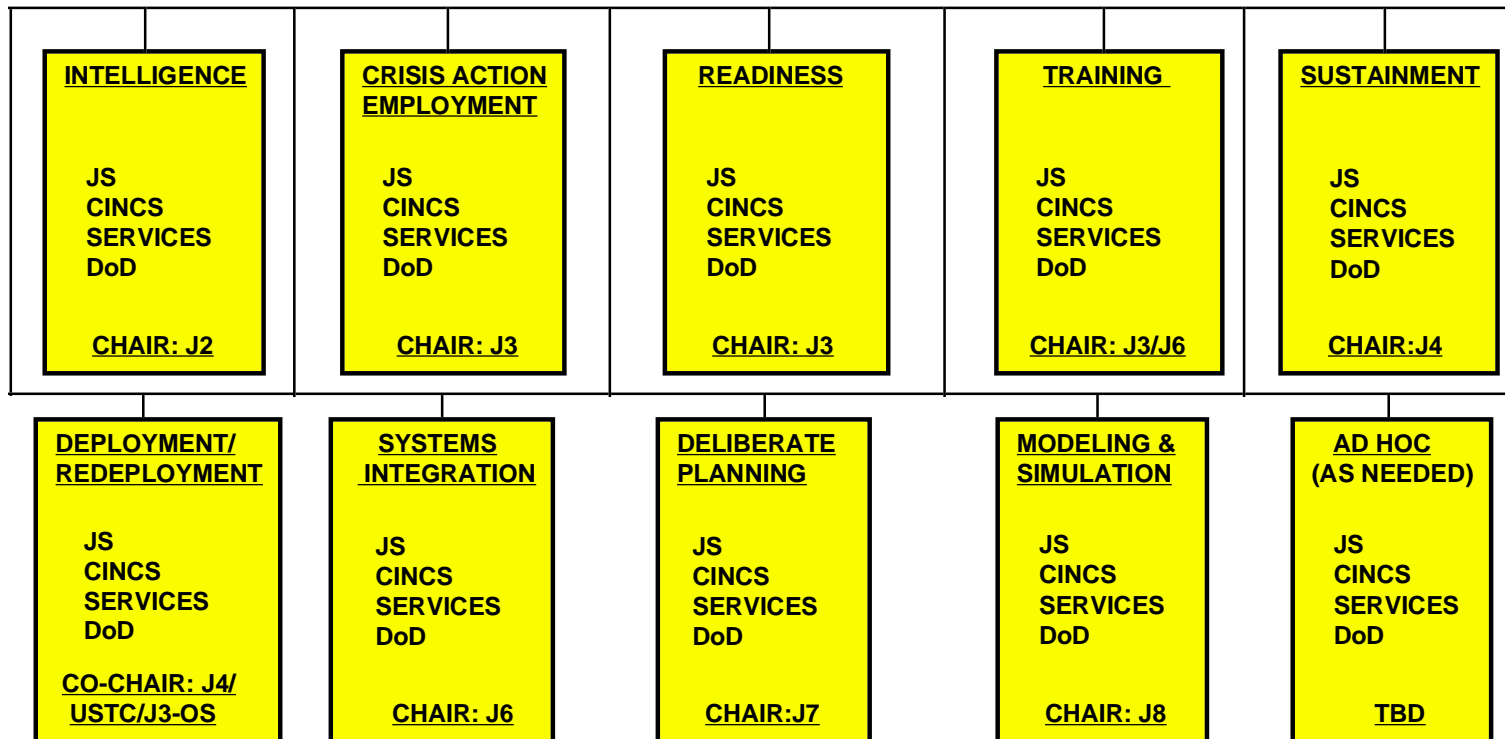 INTELLIGENCE
JS
CINCS
SERVICES
DoD
CHAIR: J2
CRISIS ACTION
EMPLOYMENT
JS
CINCS
SERVICES
DoD
CHAIR: J3
READINESS
JS
CINCS
SERVICES
DoD
CHAIR: J3
TRAINING
JS
CINCS
SERVICES
DoD
CHAIR: J3/J6
SUSTAINMENT
JS
CINCS
SERVICES
DoD
CHAIR:J4
DEPLOYMENT/
REDEPLOYMENT
JS
CINCS
SERVICES
DoD
CO-CHAIR: J4/
USTC/J3-OS
SYSTEMS
INTEGRATION
JS
CINCS
SERVICES
DoD
CHAIR: J6
DELIBERATE
PLANNING
JS
CINCS
SERVICES
DoD
CHAIR:J7
MODELING &
SIMULATION
JS
CINCS
SERVICES
DoD
CHAIR: J8
AD HOC
(AS NEEDED)
JS
CINCS
SERVICES
DoD
TBD